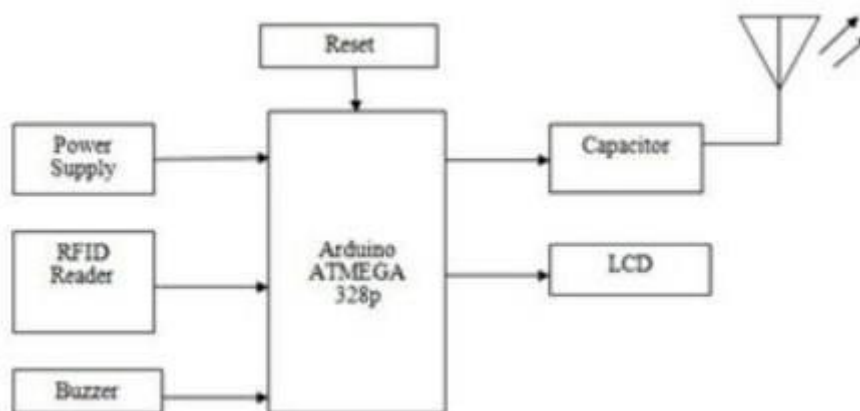 Reset
Power
Supply
Capacitor
RFID
Reader
Arduino
ATMEGA
328p
LCD
Buzzer